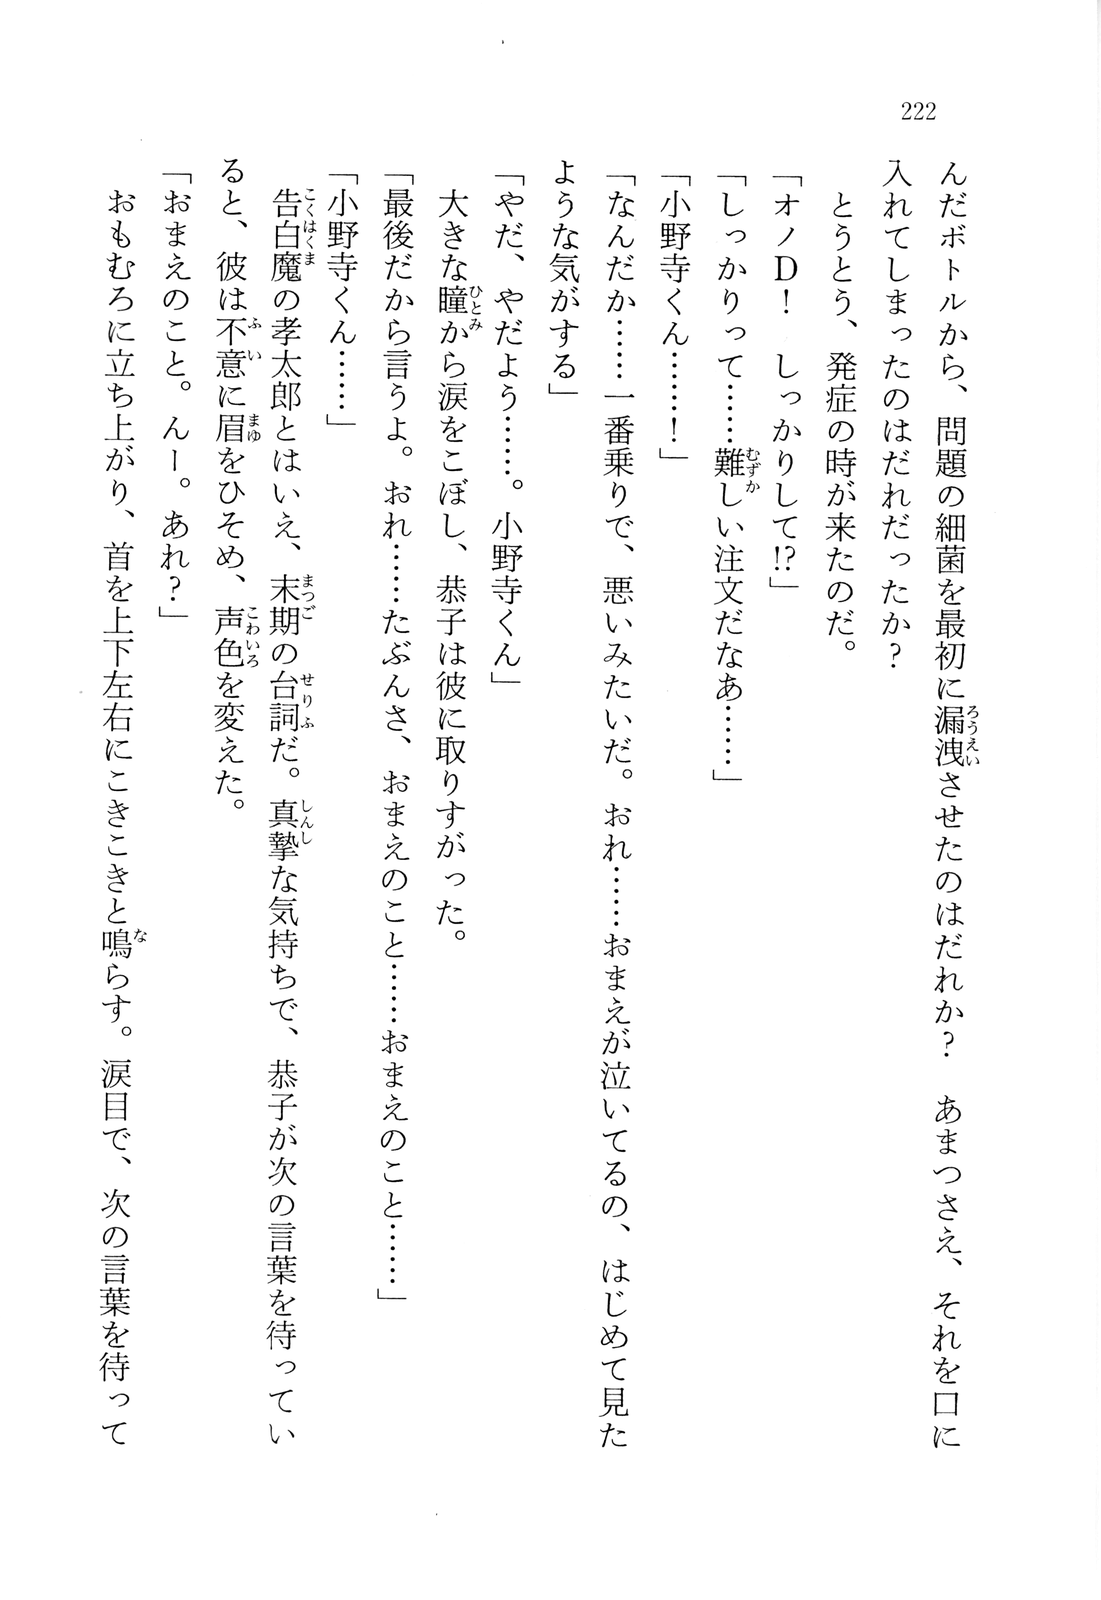 222
んだボトルから、問題の細菌を最初に漏洩させたのはだれか?　あまつさえ、それを口に
入れてしまったのはだれだったか?
　とうとう、発症の時が来たのだ。
「オノD!　しっかりして!?」
「しっかりって……難しい注文だなあ……」
「小野寺くん……!」
「なんだか……一番乗りで、悪いみたいだ。おれ……おまえが泣いてるの、はじめて見た
ような気がする」
「やだ、やだよう……。小野寺くん」
　大きな瞳から涙をこぼし、恭子は彼に取りすがった。
「最後だから言うよ。おれ……たぶんさ、おまえのこと……おまえのこと……」
「小野寺くん……」
　告白魔の孝太郎とはいえ、末期の台詞だ。真摯な気持ちで、恭子が次の言葉を待ってい
ると、彼は不意に眉をひそめ、声色を変えた。
「おまえのこと。んー。あれ?」
　おもむろに立ち上がり、首を上下左右にこきこきと鳴らす。涙目で、次の言葉を待って